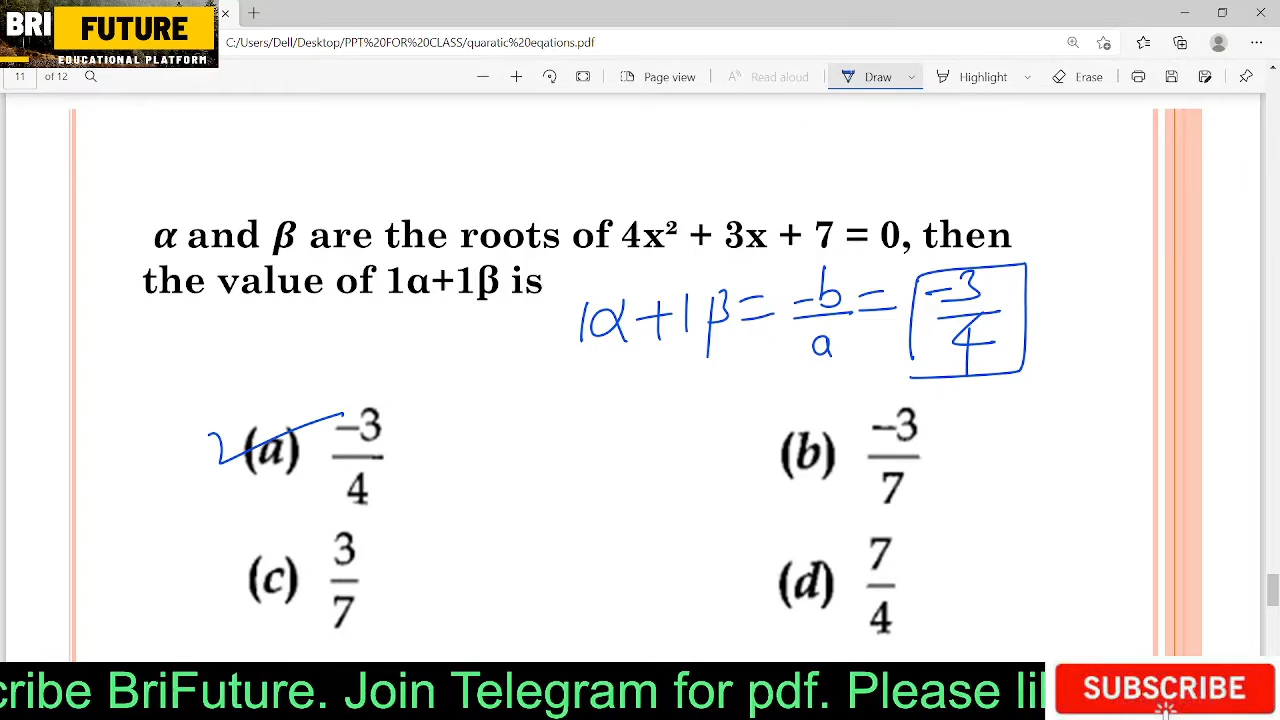 BRI FUTURE
EDUCATIONAL PLATFORM
C:/Users/Dell/Desktop/PPT%20FOR%20CLASS/quaratic%20eqations.pdf
11 of 12 Page view Read aloud Draw Highlight Erase
α and β are the roots of 4x² + 3x + 7 = 0, then
the value of 1α+1β is
1α + 1β = -b/a = -3/4
(a) -3/4 (b) -3/7
(c) 3/7 (d) 7/4
cribe BriFuture. Join Telegram for pdf. Please li
SUBSCRIBE